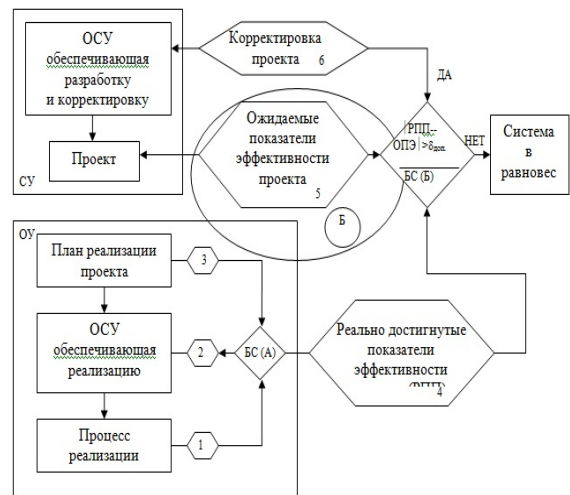 ОСУ
обеспечивающая
разработку
и корректировку
Проект
СУ
Корректировка
проекта 6
ДА
Ожидаемые
показатели
эффективности
проекта
5
Б
|РПП –
ОПЭ|>δдоп
БС (Б)
НЕТ
Система
в
равновес
ОУ
План реализации
проекта
3
ОСУ
обеспечивающая
реализацию
2
БС (А)
Процесс
реализации
1
Реально достигнутые
показатели
эффективности
(РПП)
4